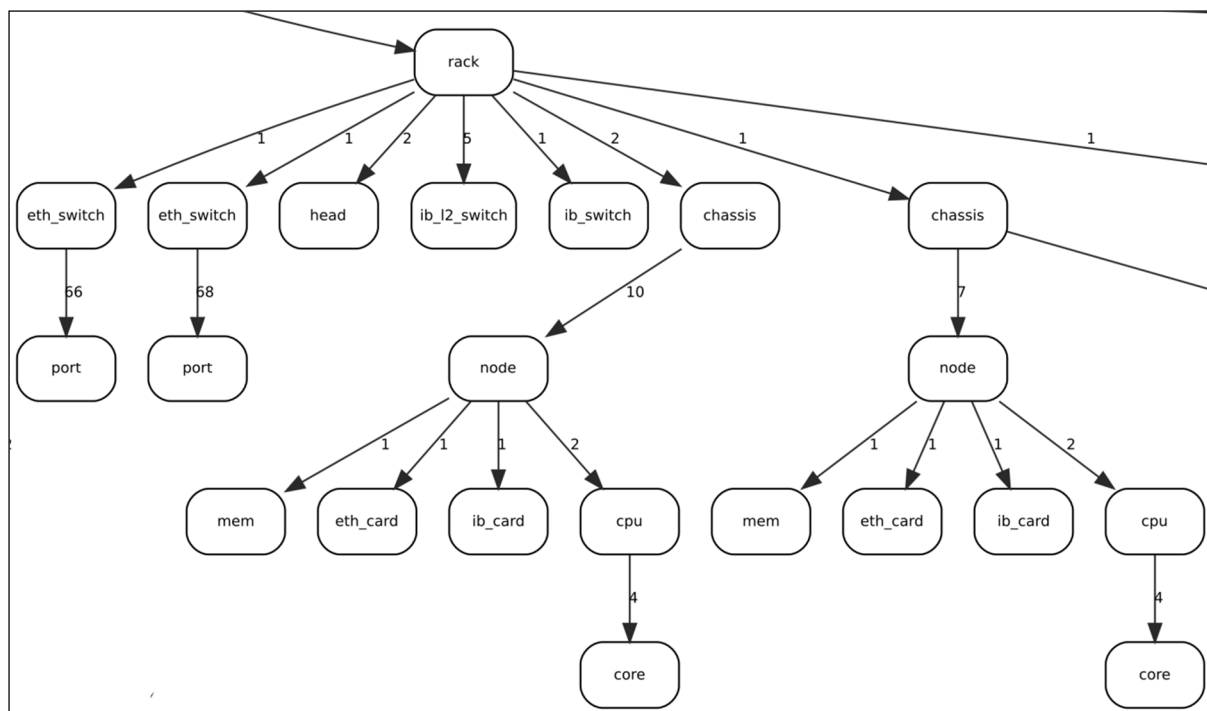 rack
1 1 2 5 1 2 1 1
eth_switch eth_switch head ib_l2_switch ib_switch chassis chassis
66 68 10 7
port port node node
1 1 1 2 1 1 1 2
mem eth_card ib_card cpu mem eth_card ib_card cpu
4 4
core core